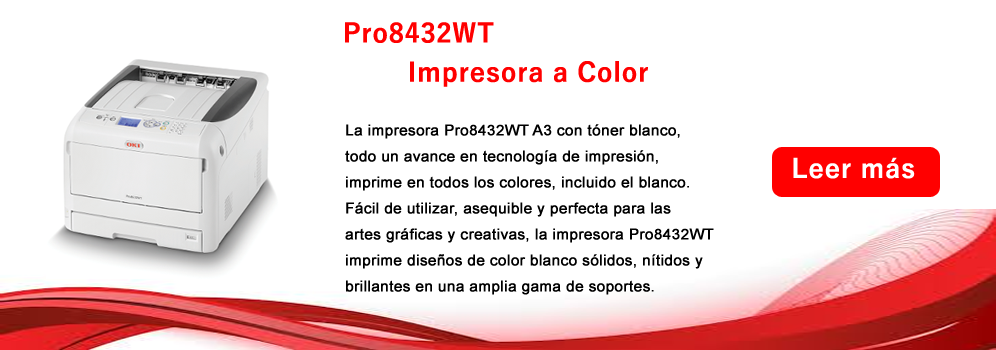 Pro8432WT
Impresora a Color
La impresora Pro8432WT A3 con tóner blanco,
todo un avance en tecnología de impresión,
imprime en todos los colores, incluido el blanco.
Fácil de utilizar, asequible y perfecta para las
artes gráficas y creativas, la impresora Pro8432WT
imprime diseños de color blanco sólidos, nítidos y
brillantes en una amplia gama de soportes.
Leer más
OKI